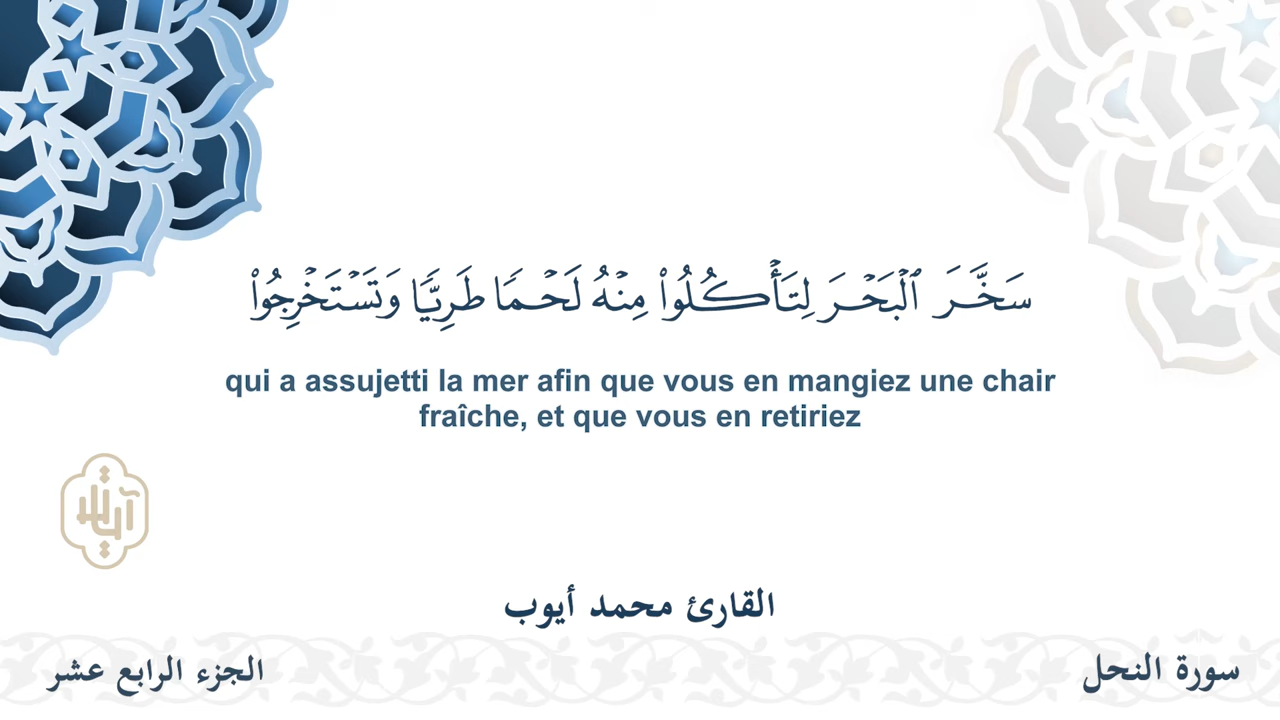 سَخَّرَ ٱلْبَحْرَ لِتَأْكُلُوا۟ مِنْهُ لَحْمًا طَرِيًّا وَتَسْتَخْرِجُوا۟
qui a assujetti la mer afin que vous en mangiez une chair
fraîche, et que vous en retiriez
القارئ محمد أيوب
سورة النحل
الجزء الرابع عشر